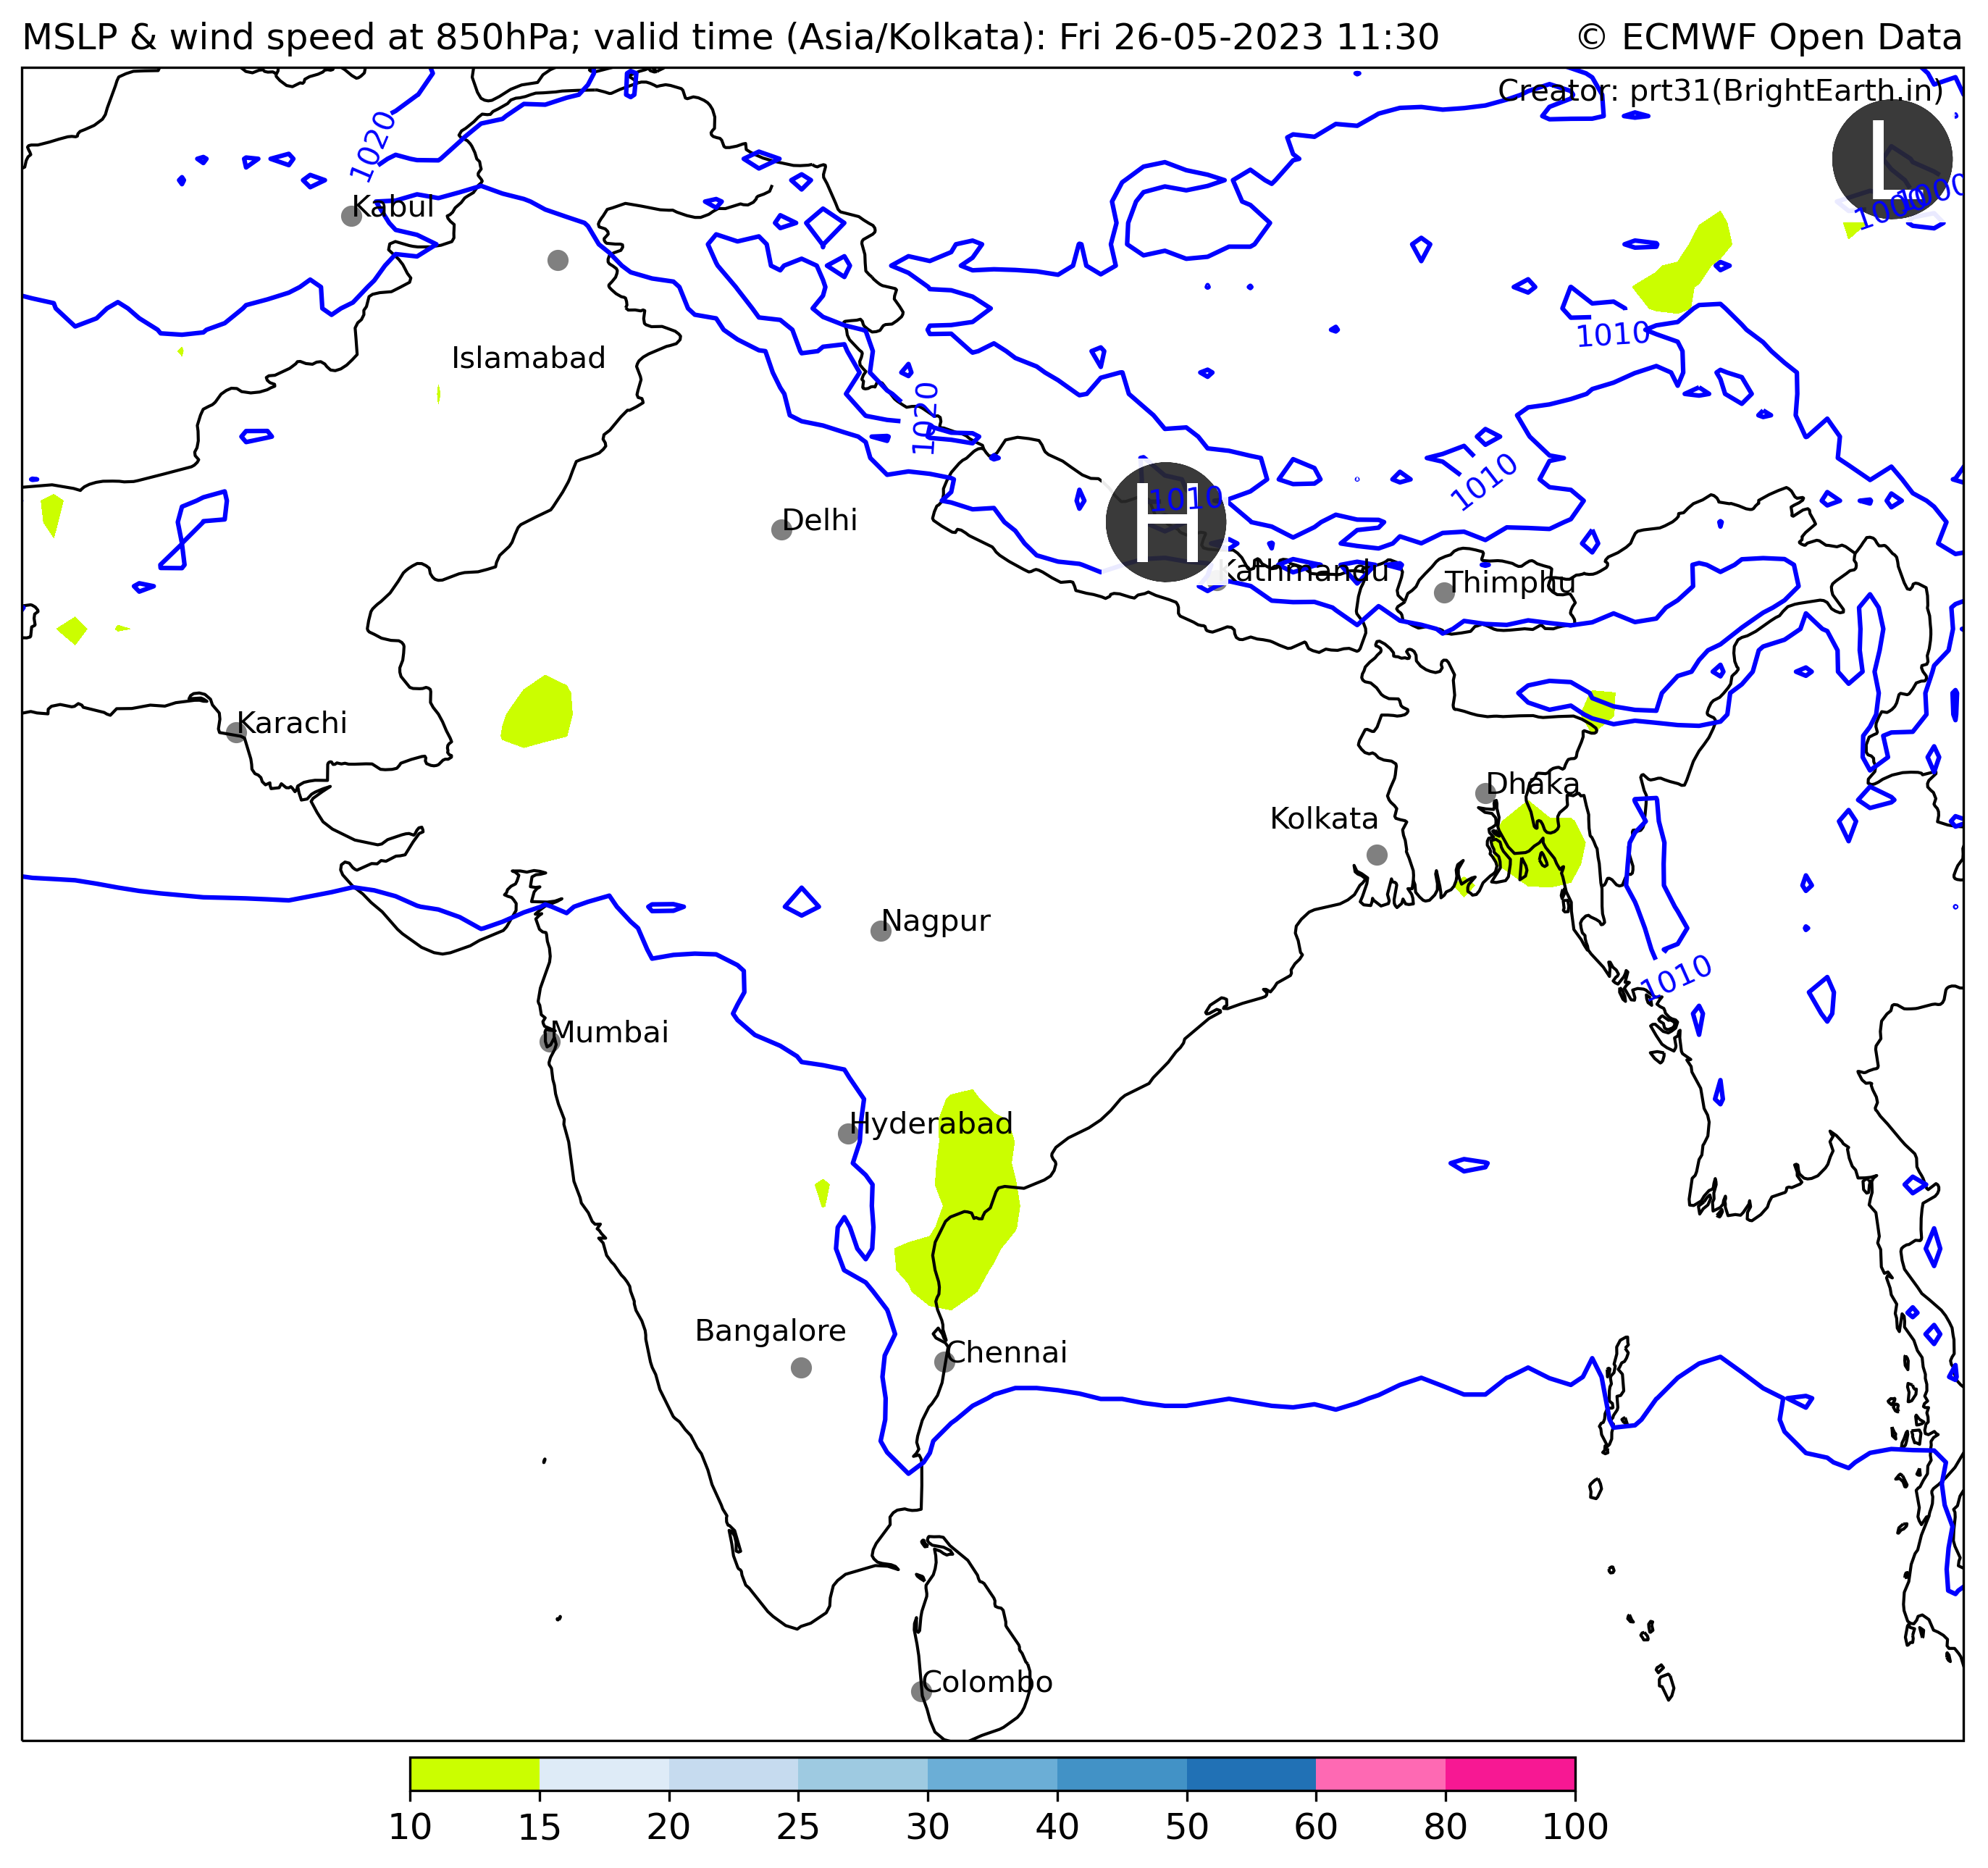 MSLP & wind speed at 850hPa; valid time (Asia/Kolkata): Fri 26-05-2023 11:30
© ECMWF Open Data
Creator: prt31(BrightEarth.in)
L
1020
1000
1000
Kabul
1010
Islamabad
1020
1010
H
1010
Delhi
Kathmandu
Thimphu
Karachi
Dhaka
Kolkata
Nagpur
1010
Mumbai
Hyderabad
Bangalore
Chennai
Colombo
10 15 20 25 30 40 50 60 80 100